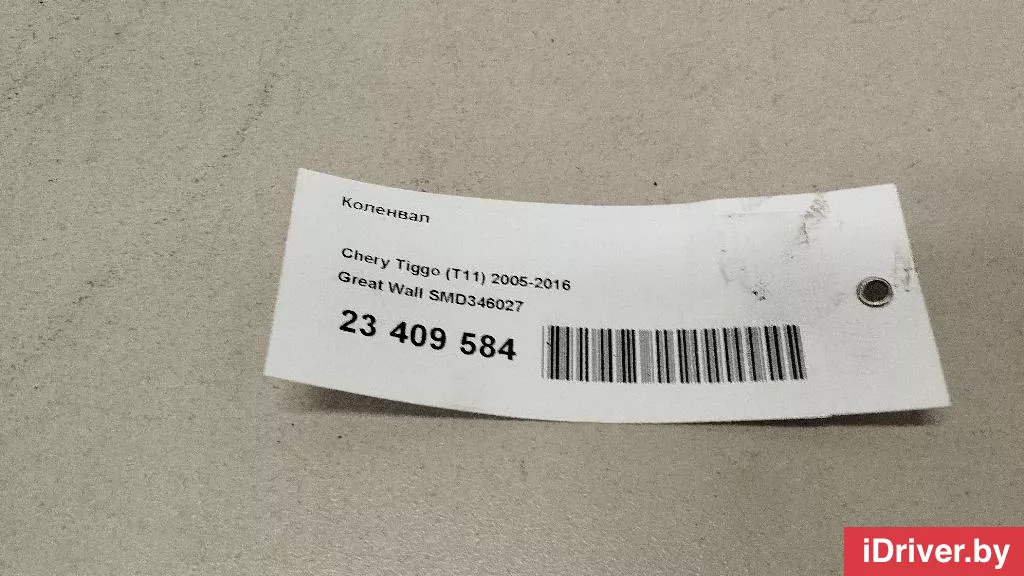 Коленвал
Chery Tiggo (T11) 2005-2016
Great Wall SMD346027
23 409 584
iDriver.by